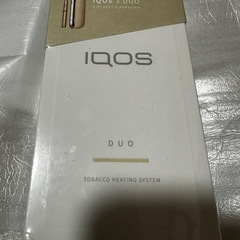 IQOS 3 DUO
IQOS
DUO
TOBACCO HEATING SYSTEM